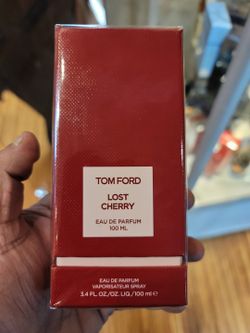 TOM FORD
LOST
CHERRY
EAU DE PARFUM
100 ML
EAU DE PARFUM
VAPORISATEUR SPRAY
3.4 FL.OZ./OZ.LIQ./100 ml ℮